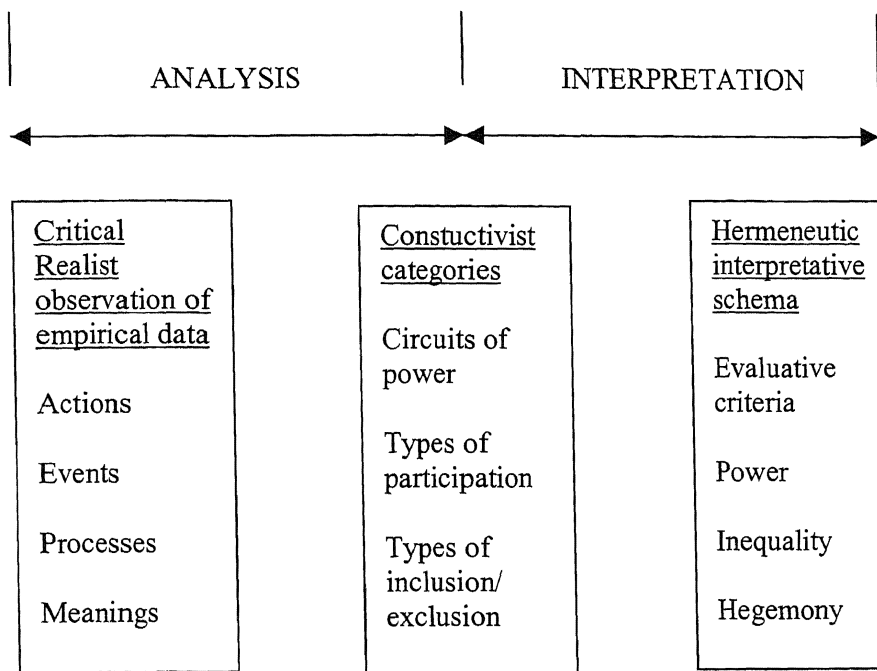 ANALYSIS
INTERPRETATION
Critical
Realist
observation of
empirical data
Actions
Events
Processes
Meanings
Constuctivist
categories
Circuits of
power
Types of
participation
Types of
inclusion/
exclusion
Hermeneutic
interpretative
schema
Evaluative
criteria
Power
Inequality
Hegemony